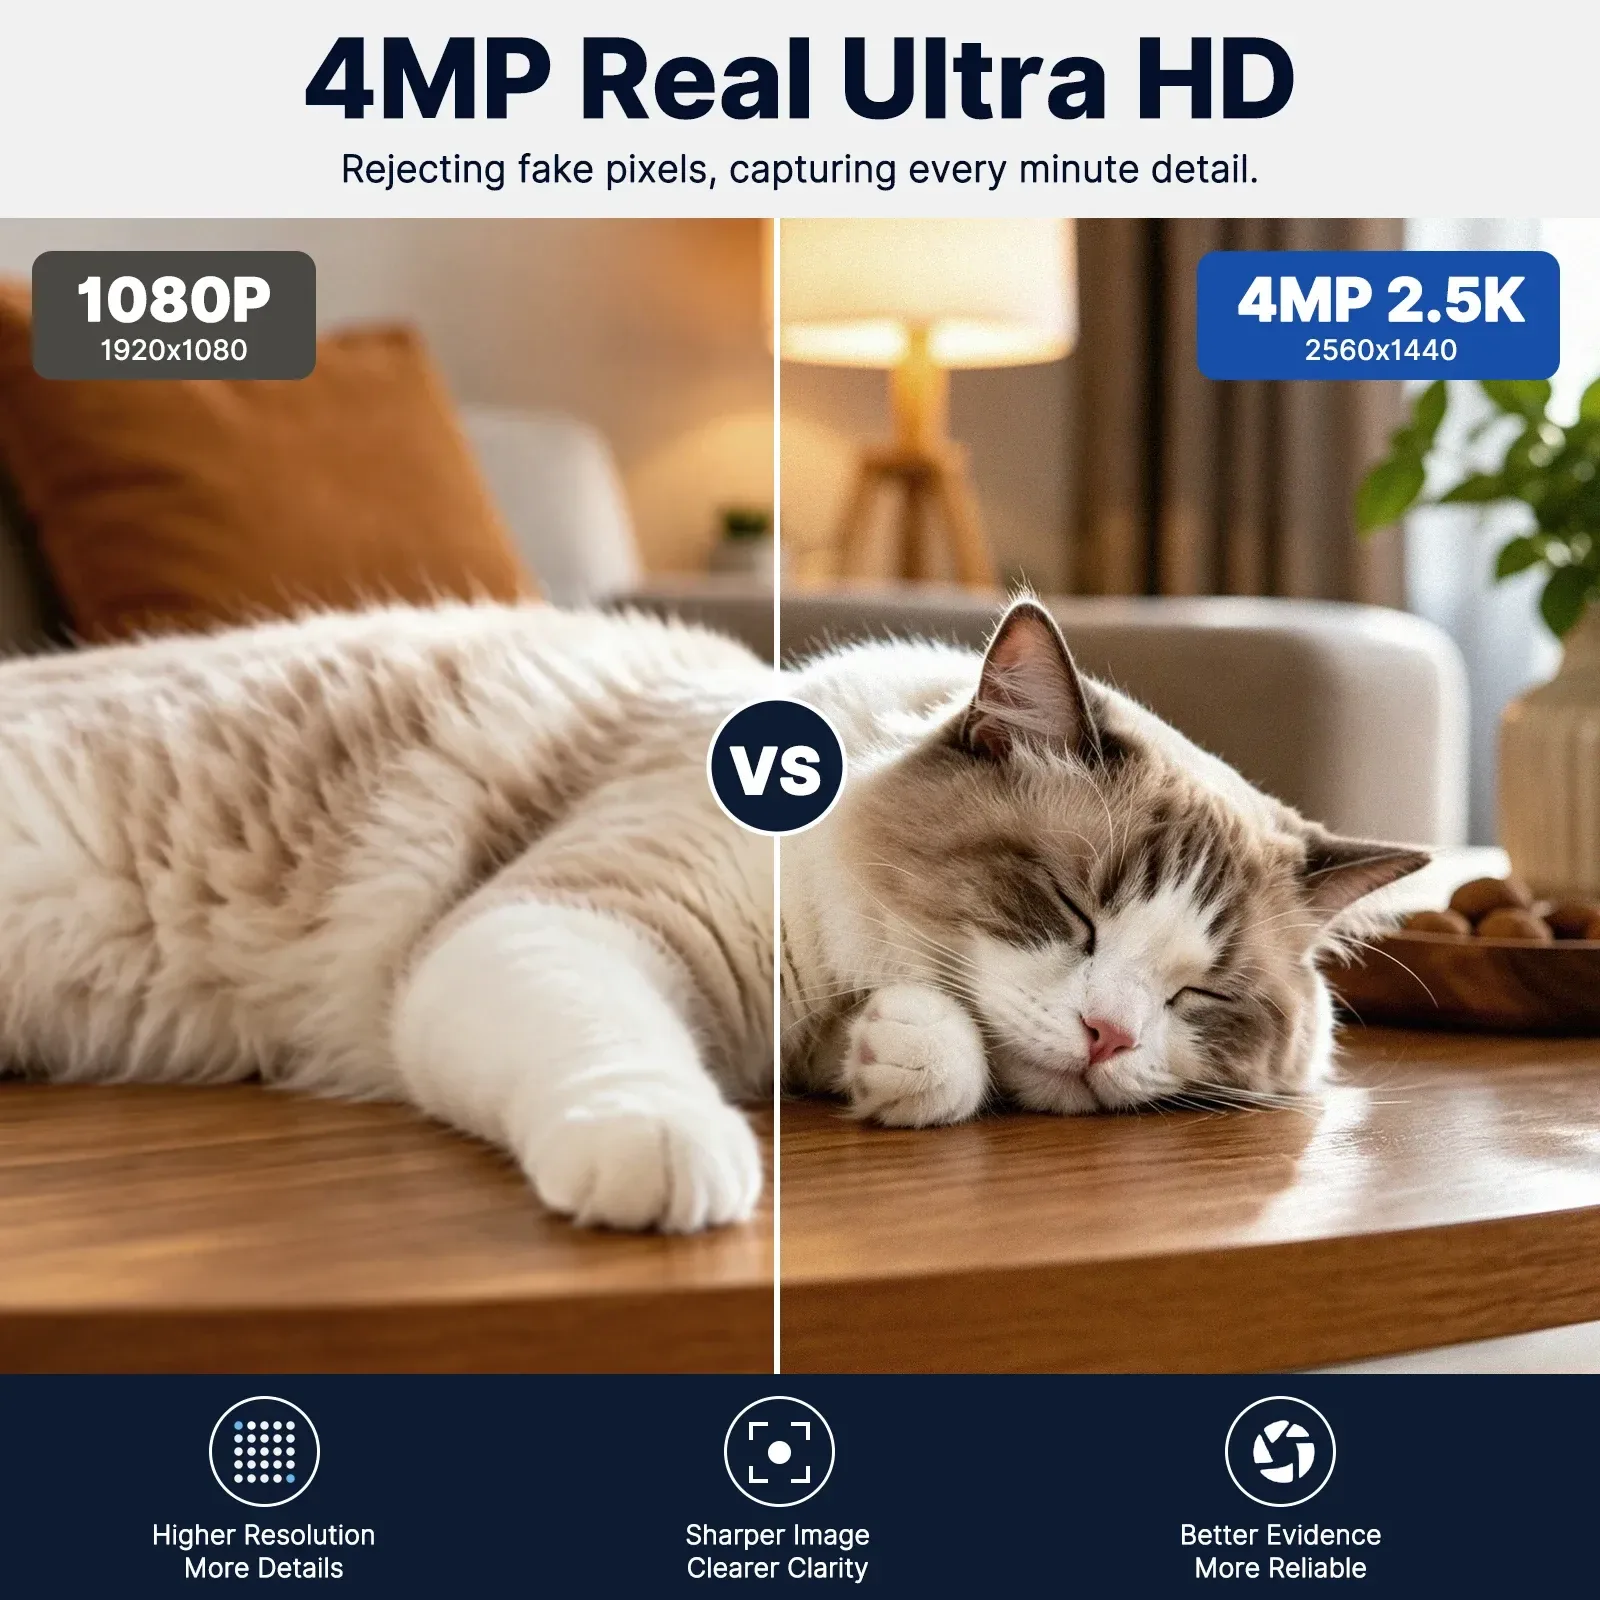 4MP Real Ultra HD
Rejecting fake pixels, capturing every minute detail.
1080P
1920x1080
4MP 2.5K
2560x1440
VS
Higher Resolution
More Details
Sharper Image
Clearer Clarity
Better Evidence
More Reliable